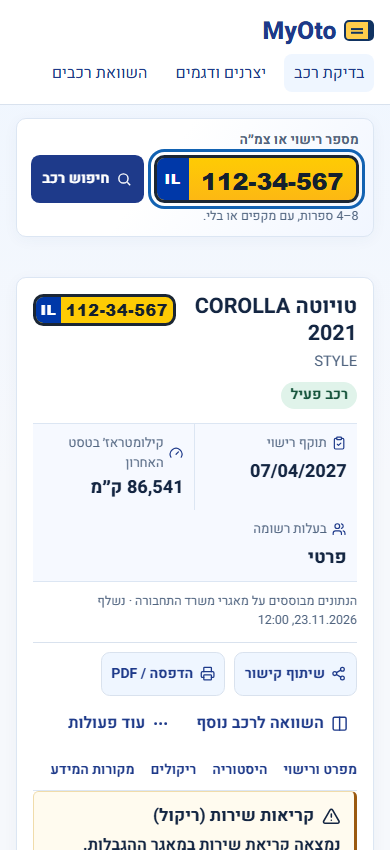 MyOto
בדיקת רכב יצרנים ודגמים השוואת רכבים
מספר רישוי או צמ״ה
112-34-567 IL
חיפוש רכב
4–8 ספרות, עם מקפים או בלי.
טויוטה COROLLA
2021
112-34-567 IL
STYLE
רכב פעיל
תוקף רישוי
07/04/2027
קילומטראז׳ בטסט
האחרון
86,541 ק״מ
בעלות רשומה
פרטי
הנתונים מבוססים על מאגרי משרד התחבורה · נשלף
23.11.2026, 12:00
שיתוף קישור הדפסה / PDF
השוואה לרכב נוסף עוד פעולות
מפרט ורישוי היסטוריה ריקולים מקורות המידע
קריאות שירות (ריקול)
נמצאה קריאת שירות במאגר ההגבלות.